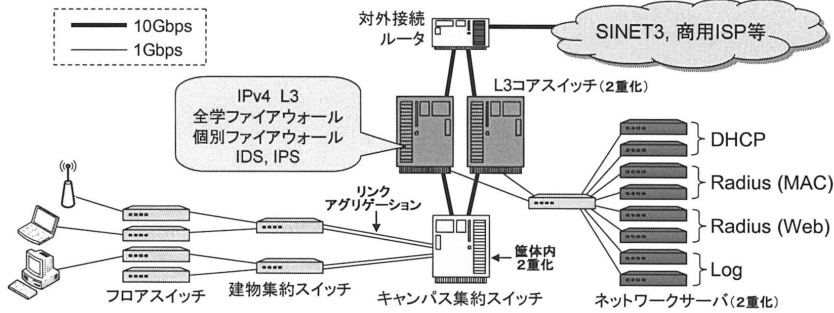 10Gbps
1Gbps
対外接続
ルータ
SINET3, 商用ISP等
L3コアスイッチ(2重化)
IPv4 L3
全学ファイアウォール
個別ファイアウォール
IDS, IPS
DHCP
Radius (MAC)
Radius (Web)
Log
リンク
アグリゲーション
筐体内
2重化
フロアスイッチ
建物集約スイッチ
キャンパス集約スイッチ
ネットワークサーバ(2重化)